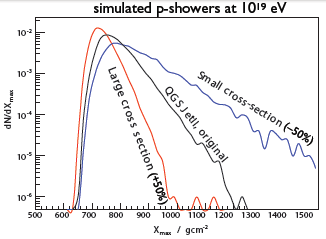 simulated p-showers at 10¹⁹ eV
10⁻²
10⁻³
10⁻⁴
10⁻⁵
10⁻⁶
dN/dXmax
Small cross-section (−50%)
QGSJetII, original
Large cross section (+50%)
500 600 700 800 900 1000 1100 1200 1300 1400 1500
Xmax / gcm⁻²